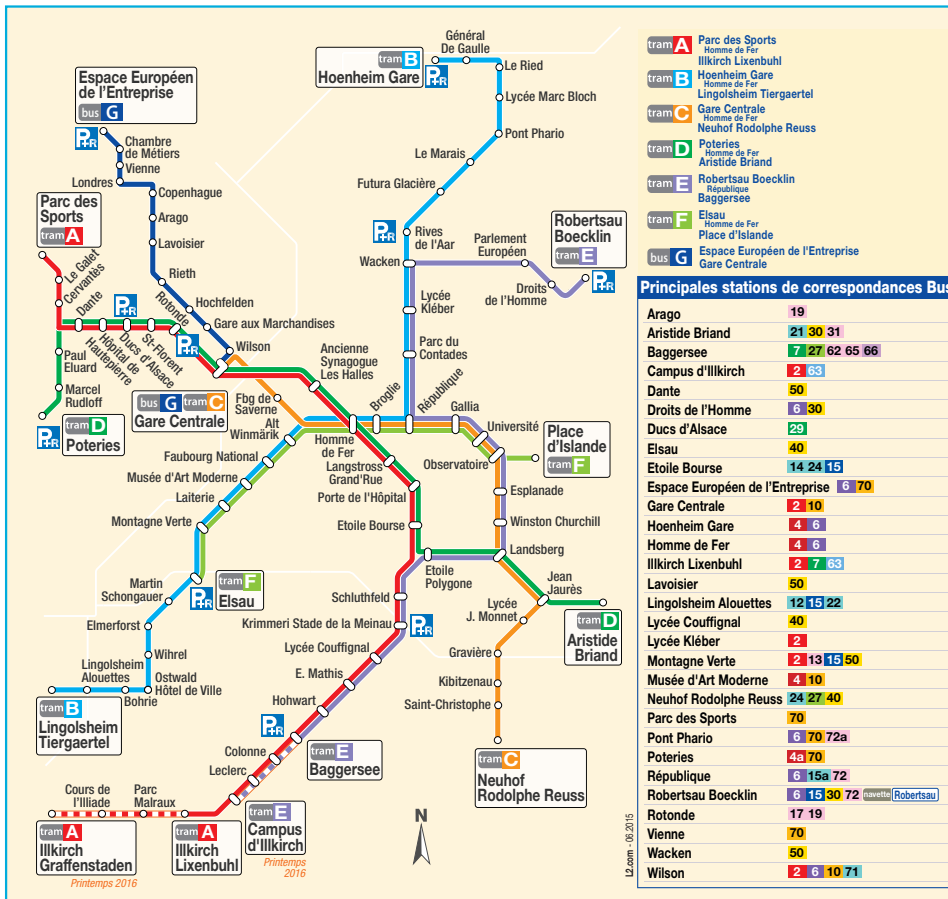 Général
De Gaulle
tram B
Hoenheim Gare
P+R
Le Ried
Lycée Marc Bloch
Pont Phario
Le Marais
Futura Glacière
P+R
Rives
de l'Aar
Wacken
Espace Européen
de l'Entreprise
bus G
P+R
Chambre
de Métiers
Vienne
Londres
Copenhague
Arago
Lavoisier
Rieth
Hochfelden
Gare aux Marchandises
Wilson
Parc des
Sports
tram A
Le Galet
Cervantès
Dante
Hôpital de
Hautepierre
P+R
Ducs d'Alsace
St-Florent
Rotonde
P+R
Paul
Eluard
Marcel
Rudloff
P+R
tram D
Poteries
bus G tram C
Gare Centrale
Parlement
Européen
Robertsau
Boecklin
tram E
Droits
de l'Homme
P+R
Lycée
Kléber
Parc du
Contades
Ancienne
Synagogue
Les Halles
Fbg de
Saverne
Alt
Winmärik
Faubourg National
Musée d'Art Moderne
Laiterie
Montagne Verte
Broglie
République
Gallia
Université
Observatoire
Place
d'Islande
tram F
Homme
de Fer
Langstross
Grand'Rue
Porte de l'Hôpital
Etoile Bourse
Esplanade
Winston Churchill
Landsberg
Etoile
Polygone
Jean
Jaurès
Lycée
J. Monnet
tram D
Aristide
Briand
Gravière
Kibitzenau
Saint-Christophe
tram C
Neuhof
Rodolphe Reuss
Martin
Schongauer
P+R
tram F
Elsau
Elmerforst
Wihrel
Ostwald
Hôtel de Ville
Lingolsheim
Alouettes
Bohrie
tram B
Lingolsheim
Tiergaertel
Schluthfeld
Krimmeri Stade de la Meinau
P+R
Lycée Couffignal
E. Mathis
Hohwart
P+R
Colonne
Leclerc
tram E
Baggersee
Cours de
l'Illiade
Parc
Malraux
tram A
Illkirch
Graffenstaden
Printemps 2016
tram A
Illkirch
Lixenbuhl
tram E
Campus
d'Illkirch
Printemps
2016
N
L2.com - 06.2015
tram A Parc des Sports
Homme de Fer
Illkirch Lixenbuhl
tram B Hoenheim Gare
Homme de Fer
Lingolsheim Tiergaertel
tram C Gare Centrale
Homme de Fer
Neuhof Rodolphe Reuss
tram D Poteries
Homme de Fer
Aristide Briand
tram E Robertsau Boecklin
République
Baggersee
tram F Elsau
Homme de Fer
Place d'Islande
bus G Espace Européen de l'Entreprise
Gare Centrale
Principales stations de correspondances Bus
Arago 19
Aristide Briand 21 30 31
Baggersee 7 27 62 65 66
Campus d'Illkirch 2 63
Dante 50
Droits de l'Homme 6 30
Ducs d'Alsace 29
Elsau 40
Etoile Bourse 14 24 15
Espace Européen de l'Entreprise 6 70
Gare Centrale 2 10
Hoenheim Gare 4 6
Homme de Fer 4 6
Illkirch Lixenbuhl 2 7 63
Lavoisier 50
Lingolsheim Alouettes 12 15 22
Lycée Couffignal 40
Lycée Kléber 2
Montagne Verte 2 13 15 50
Musée d'Art Moderne 4 10
Neuhof Rodolphe Reuss 24 27 40
Parc des Sports 70
Pont Phario 6 70 72a
Poteries 4a 70
République 6 15a 72
Robertsau Boecklin 6 15 30 72 navette Robertsau
Rotonde 17 19
Vienne 70
Wacken 50
Wilson 2 6 10 71